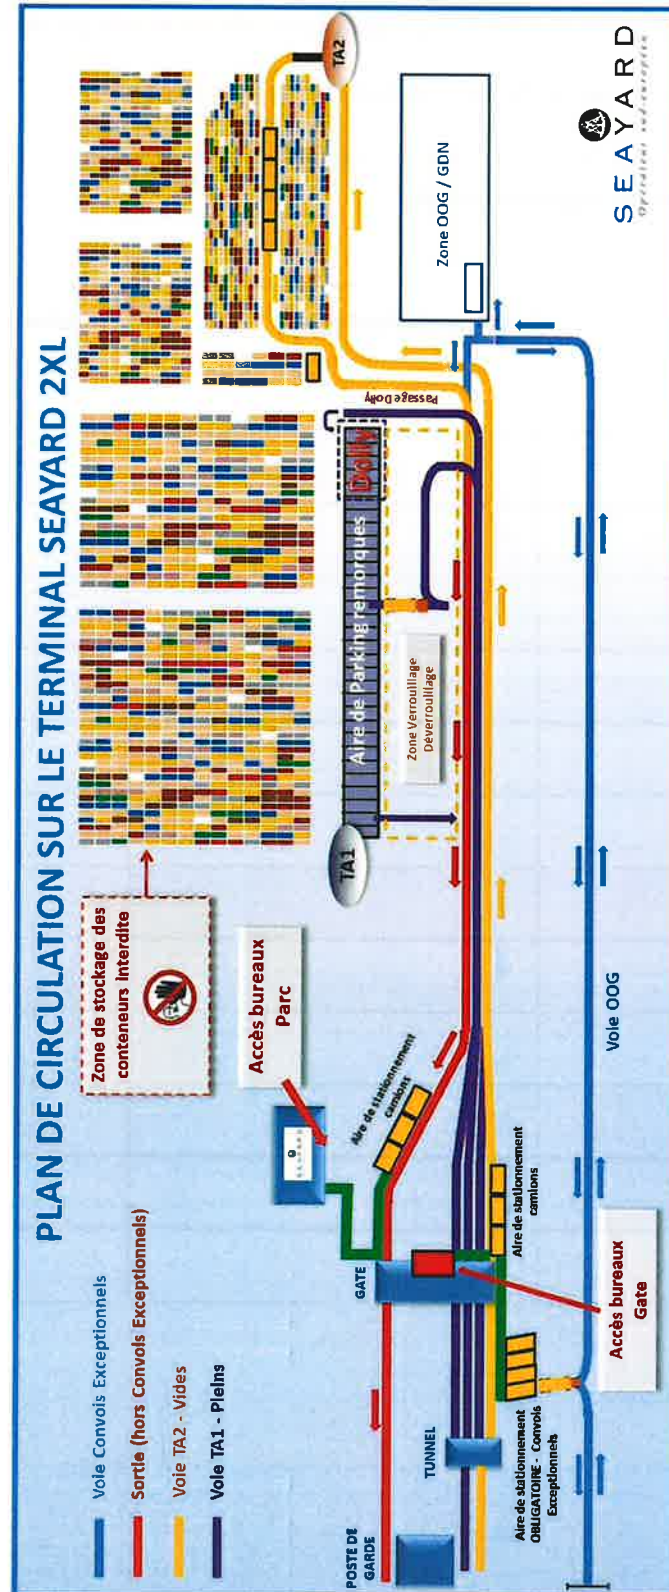 PLAN DE CIRCULATION SUR LE TERMINAL SEAYARD 2XL
Voie Convois Exceptionnels
Sortie (hors Convois Exceptionnels)
Voie TA2 - Vides
Voie TA1 - Pleins
Zone de stockage des
conteneurs interdite
Accès bureaux
Parc
Aire de stationnement
camions
GATE
TUNNEL
POSTE DE
GARDE
Aire de stationnement
OBLIGATOIRE - Convois
Exceptionnels
Aire de stationnement
camions
Accès bureaux
Gate
TA1
Aire de Parking remorques
Dolly
Passage Dolly
Zone Verrouillage
Déverrouillage
TA2
Zone OOG / GDN
Voie OOG
SEAYARD
Opérateur sud-européen